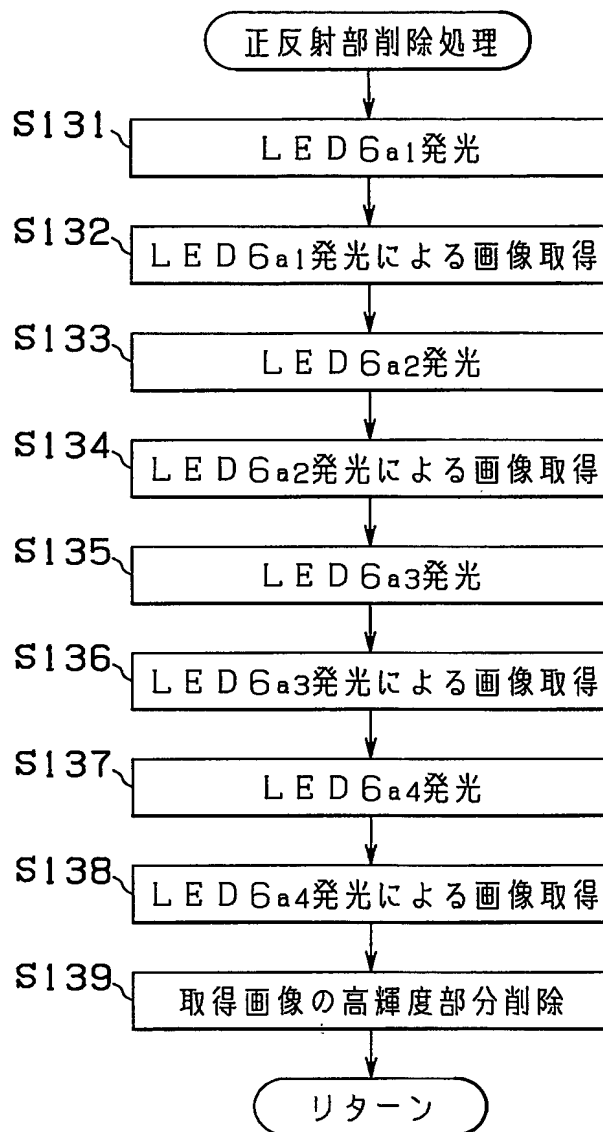 正反射部削除処理
S131
LED6a1発光
S132
LED6a1発光による画像取得
S133
LED6a2発光
S134
LED6a2発光による画像取得
S135
LED6a3発光
S136
LED6a3発光による画像取得
S137
LED6a4発光
S138
LED6a4発光による画像取得
S139
取得画像の高輝度部分削除
リターン